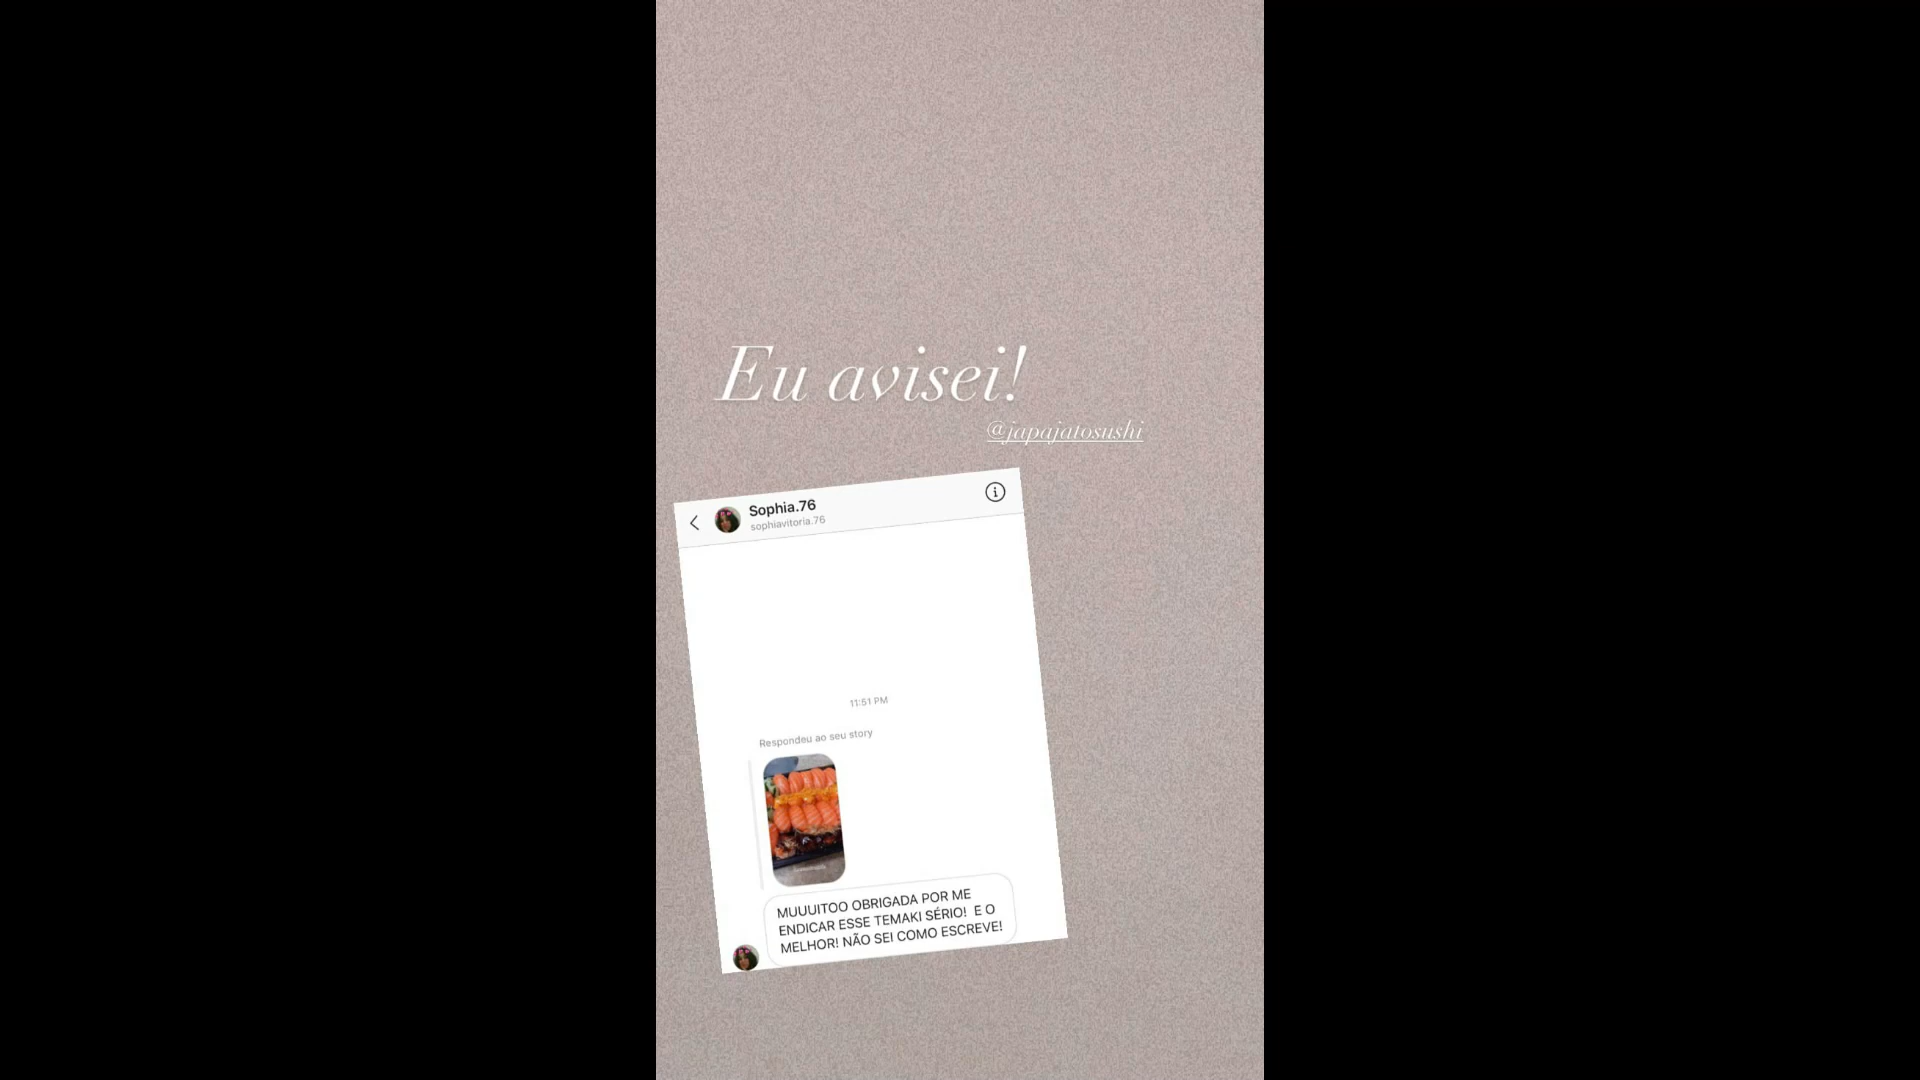 Eu avisei!
@japajatosushi
Sophia.76
sophiavitoria.76
11:51 PM
Respondeu ao seu story
MUUUITOO OBRIGADA POR ME
ENDICAR ESSE TEMAKI SÉRIO!  E O
MELHOR! NÃO SEI COMO ESCREVE!